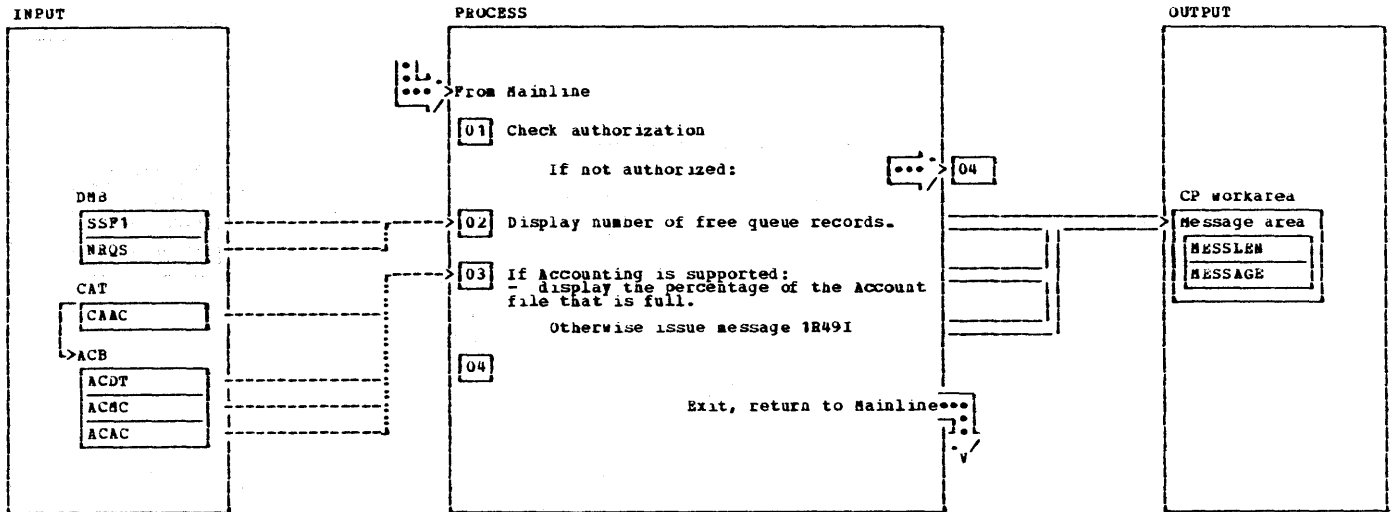 INPUT
PROCESS
OUTPUT
From Mainline
01 Check authorization
If not authorized:
04
DMB
SSF1
NRQS
02 Display number of free queue records.
CP workarea
Message area
MESSLEN
MESSAGE
03 If Accounting is supported:
- display the percentage of the Account
file that is full.
CAT
CAAC
Otherwise issue message 1R49I
ACB
ACDT
ACMC
ACAC
04
Exit, return to Mainline